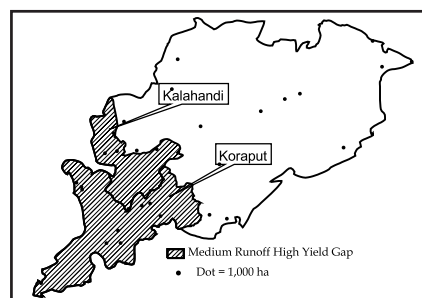 Kalahandi
Koraput
Medium Runoff High Yield Gap
Dot = 1,000 ha